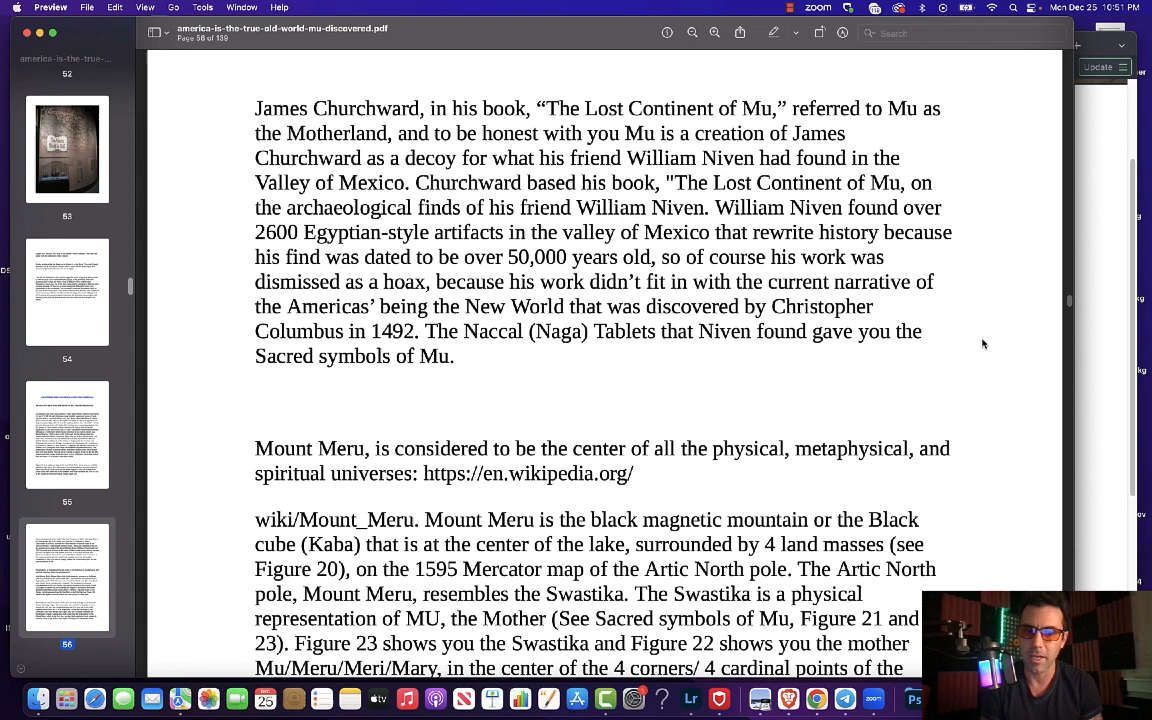 Preview File Edit View Go Tools Window Help
zoom
Mon Dec 25 10:51 PM
america-is-the-true-old-world-mu-discovered.pdf
Page 56 of 139
Search
Update
america-is-the-true-...
52
53
54
55
56
James Churchward, in his book, “The Lost Continent of Mu,” referred to Mu as
the Motherland, and to be honest with you Mu is a creation of James
Churchward as a decoy for what his friend William Niven had found in the
Valley of Mexico. Churchward based his book, "The Lost Continent of Mu, on
the archaeological finds of his friend William Niven. William Niven found over
2600 Egyptian-style artifacts in the valley of Mexico that rewrite history because
his find was dated to be over 50,000 years old, so of course his work was
dismissed as a hoax, because his work didn’t fit in with the current narrative of
the Americas’ being the New World that was discovered by Christopher
Columbus in 1492. The Naccal (Naga) Tablets that Niven found gave you the
Sacred symbols of Mu.
Mount Meru, is considered to be the center of all the physical, metaphysical, and
spiritual universes: https://en.wikipedia.org/
wiki/Mount_Meru. Mount Meru is the black magnetic mountain or the Black
cube (Kaba) that is at the center of the lake, surrounded by 4 land masses (see
Figure 20), on the 1595 Mercator map of the Artic North pole. The Artic North
pole, Mount Meru, resembles the Swastika. The Swastika is a physical
representation of MU, the Mother (See Sacred symbols of Mu, Figure 21 and
23). Figure 23 shows you the Swastika and Figure 22 shows you the mother
Mu/Meru/Meri/Mary, in the center of the 4 corners/ 4 cardinal points of the
DEC
25
tv
Lr
zoom
Ps